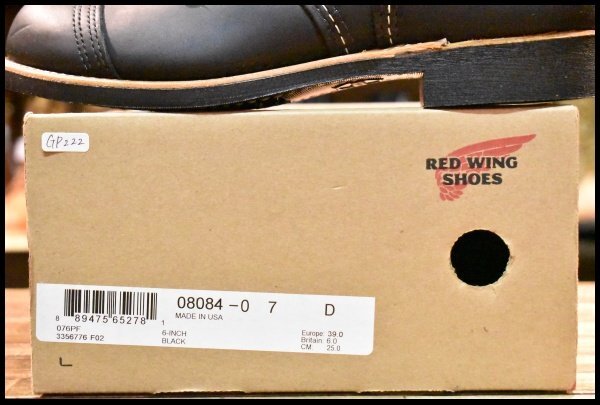 GP222
RED WING
SHOES
08084-0 7 D
MADE IN USA
8 89475 65278 1
076PF
3356776 F02
6-INCH
BLACK
Europe: 39.0
Britain: 6.0
CM: 25.0